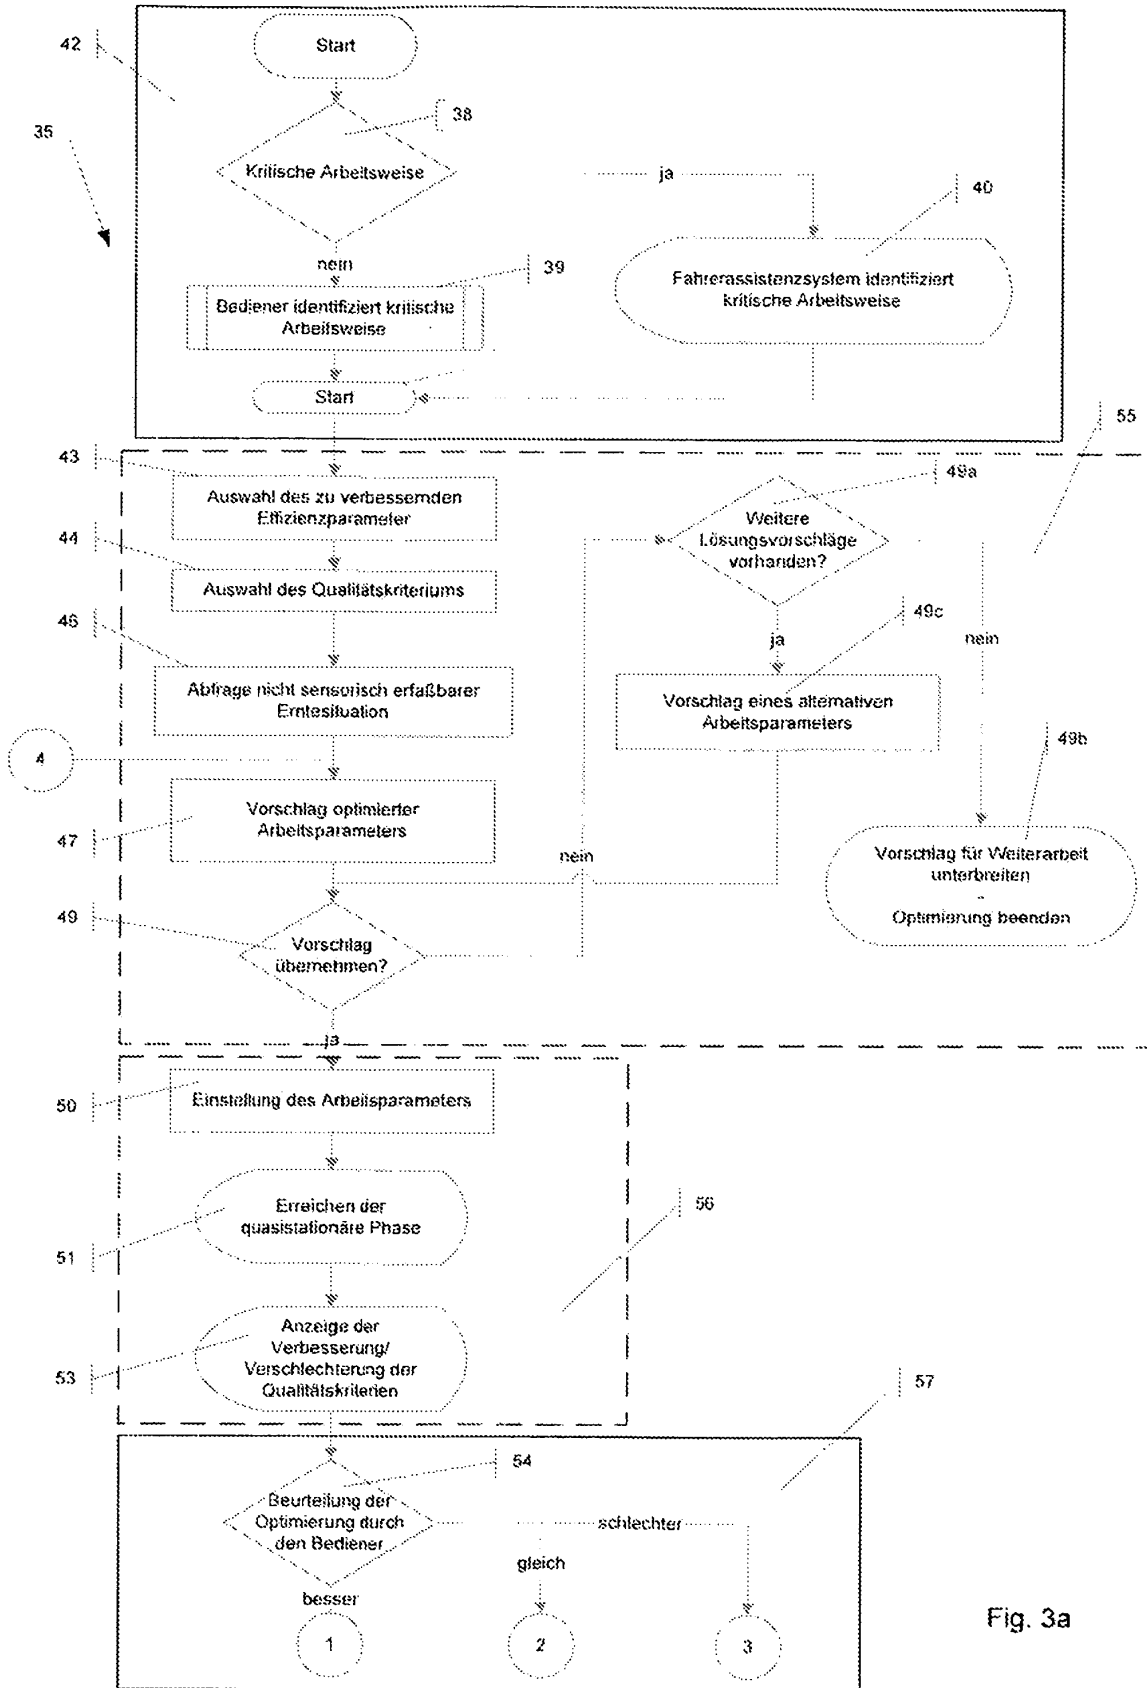 42
Start
38
35
Kritische Arbeitsweise
ja
40
nein
39
Fahrerassistenzsystem identifiziert
kritische Arbeitsweise
Bediener identifiziert kritische
Arbeitsweise
Start
55
43
Auswahl des zu verbessernden
Effizienzparameter
49a
Weitere
Lösungsvorschläge
vorhanden?
44
Auswahl des Qualitätskriteriums
49c
ja
nein
46
Abfrage nicht sensorisch erfaßbarer
Erntesituation
Vorschlag eines alternativen
Arbeitsparameters
4
49b
47
Vorschlag optimierter
Arbeitsparameters
nein
Vorschlag für Weiterarbeit
unterbreiten
-
Optimierung beenden
49
Vorschlag
übernehmen?
ja
50
Einstellung des Arbeitsparameters
56
Erreichen der
quasistationäre Phase
51
Anzeige der
Verbesserung/
Verschlechterung der
Qualitätskriterien
53
57
54
Beurteilung der
Optimierung durch
den Bediener
schlechter
gleich
besser
1
2
3
Fig. 3a